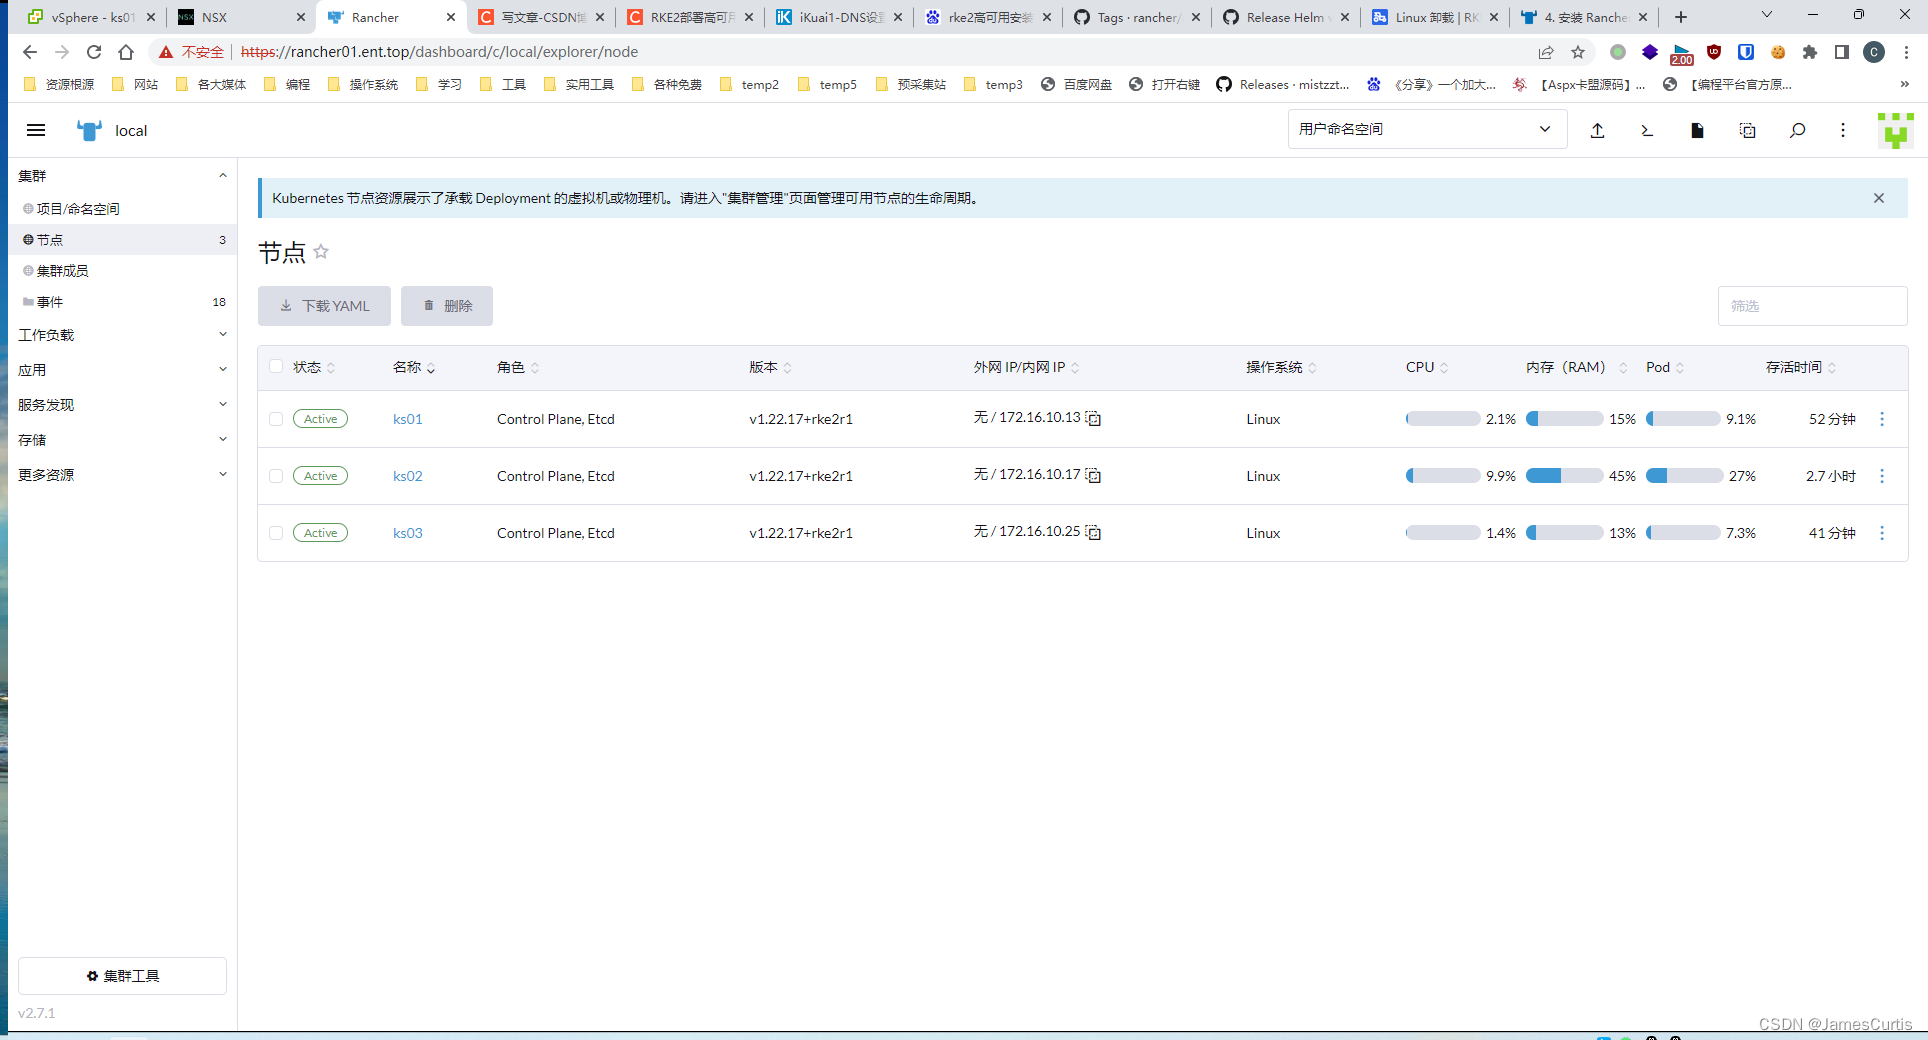 vSphere - ks01
NSX
Rancher
写文章-CSDN博
RKE2部署高可用
iKuai1-DNS设置
rke2高可用安装
Tags · rancher/
Release Helm v
Linux 卸载 | RK
4. 安装 Rancher
不安全
https://rancher01.ent.top/dashboard/c/local/explorer/node
2.00
C
资源根源
网站
各大媒体
编程
操作系统
学习
工具
实用工具
各种免费
temp2
temp5
预采集站
temp3
百度网盘
打开右键
Releases · mistzzt...
《分享》一个加大...
【Aspx卡盟源码】...
【编程平台官方原...
»
local
用户命名空间
集群
项目/命名空间
节点
3
集群成员
事件
18
工作负载
应用
服务发现
存储
更多资源
集群工具
v2.7.1
Kubernetes 节点资源展示了承载 Deployment 的虚拟机或物理机。请进入"集群管理"页面管理可用节点的生命周期。
节点
下载 YAML
删除
筛选
状态 名称 角色 版本 外网 IP/内网 IP 操作系统 CPU 内存（RAM） Pod 存活时间
Active ks01 Control Plane, Etcd v1.22.17+rke2r1 无 / 172.16.10.13 Linux 2.1% 15% 9.1% 52 分钟
Active ks02 Control Plane, Etcd v1.22.17+rke2r1 无 / 172.16.10.17 Linux 9.9% 45% 27% 2.7 小时
Active ks03 Control Plane, Etcd v1.22.17+rke2r1 无 / 172.16.10.25 Linux 1.4% 13% 7.3% 41 分钟
CSDN @JamesCurtis